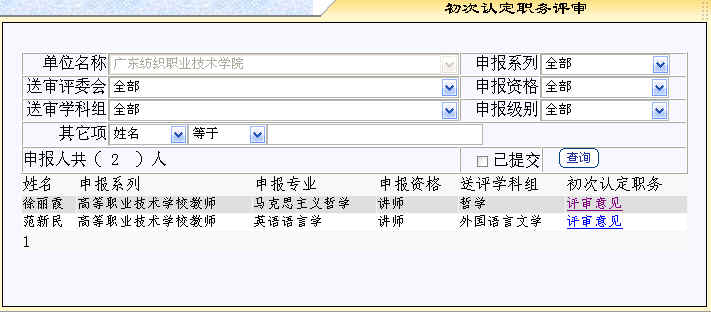 初次认定职务评审
单位名称 广东纺织职业技术学院 申报系列 全部
送审评委会 全部 申报资格 全部
送审学科组 全部 申报级别 全部
其它项 姓名 等于
申报人共( 2 )人 已提交 查询
姓名 申报系列 申报专业 申报资格 送评学科组 初次认定职务
徐丽霞 高等职业技术学校教师 马克思主义哲学 讲师 哲学 评审意见
范新民 高等职业技术学校教师 英语语言学 讲师 外国语言文学 评审意见
1